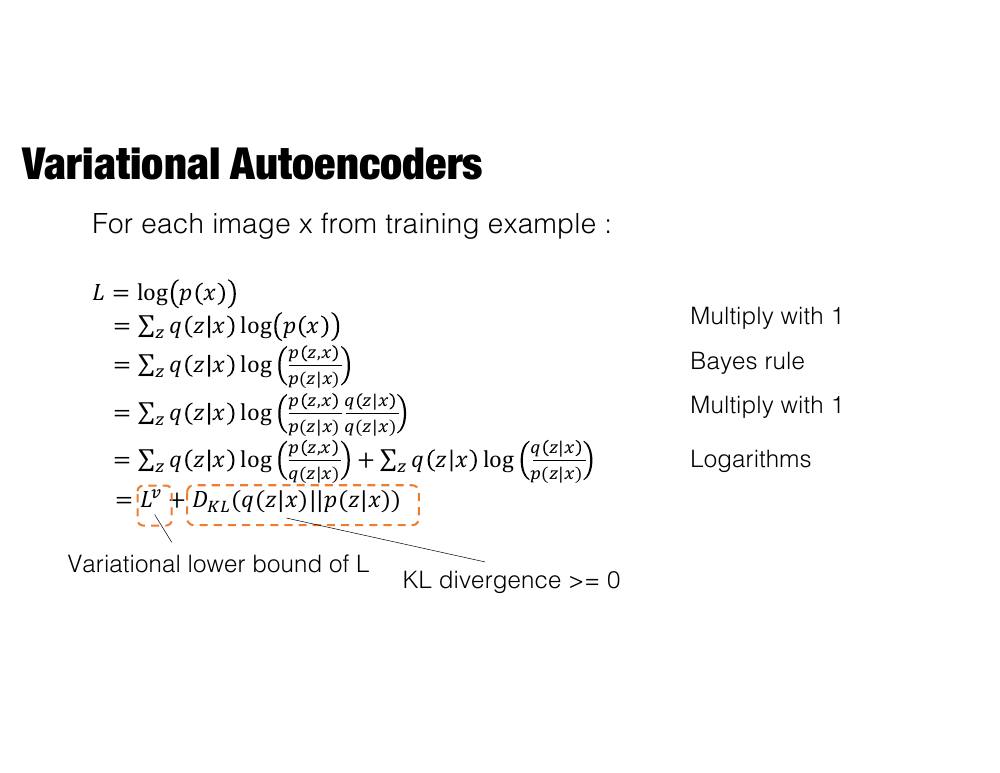 Variational Autoencoders
For each image x from training example :
L = log(p(x))
= ∑_z q(z|x) log(p(x)) Multiply with 1
= ∑_z q(z|x) log (p(z,x)/p(z|x)) Bayes rule
= ∑_z q(z|x) log (p(z,x)/p(z|x) q(z|x)/q(z|x)) Multiply with 1
= ∑_z q(z|x) log (p(z,x)/q(z|x)) + ∑_z q(z|x) log (q(z|x)/p(z|x)) Logarithms
= L^v + D_KL(q(z|x)||p(z|x))
Variational lower bound of L
KL divergence >= 0